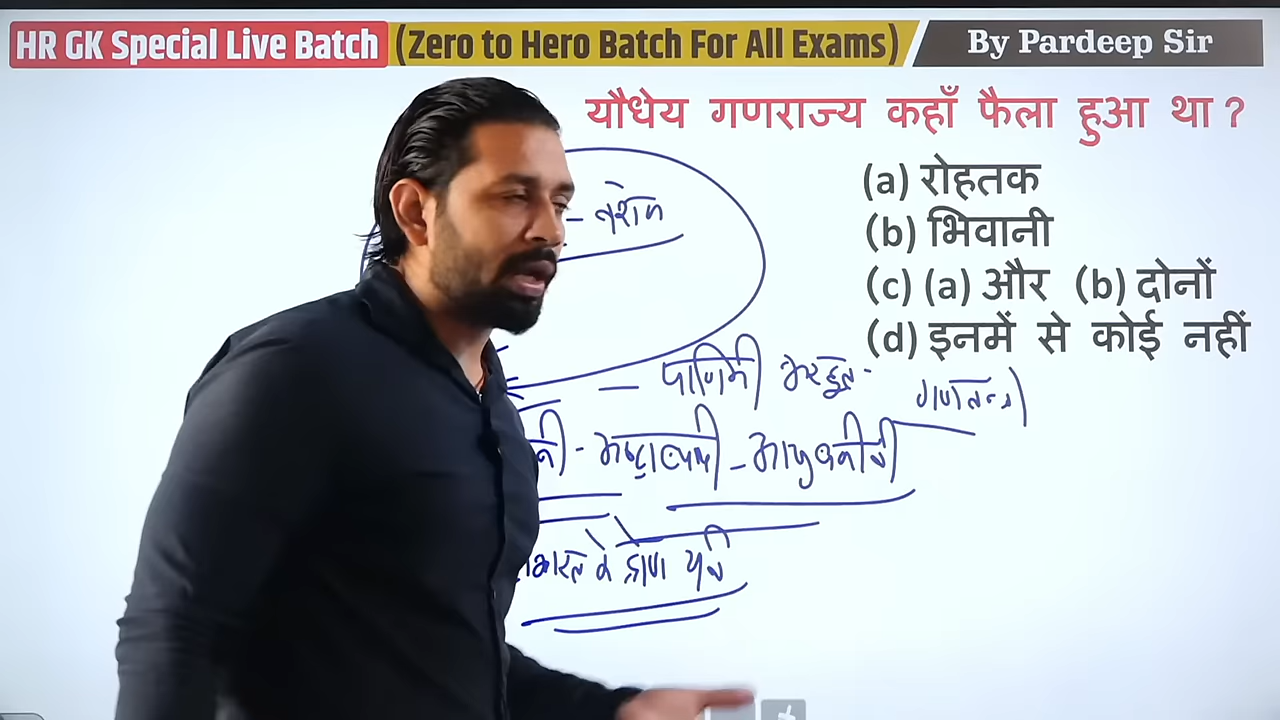 HR GK Special Live Batch (Zero to Hero Batch For All Exams) By Pardeep Sir
यौधेय गणराज्य कहाँ फैला हुआ था ?
(a) रोहतक
(b) भिवानी
(c) (a) और (b) दोनों
(d) इनमें से कोई नहीं
– पाणिनी
गणतन्त्र
के द्रोण पर्व